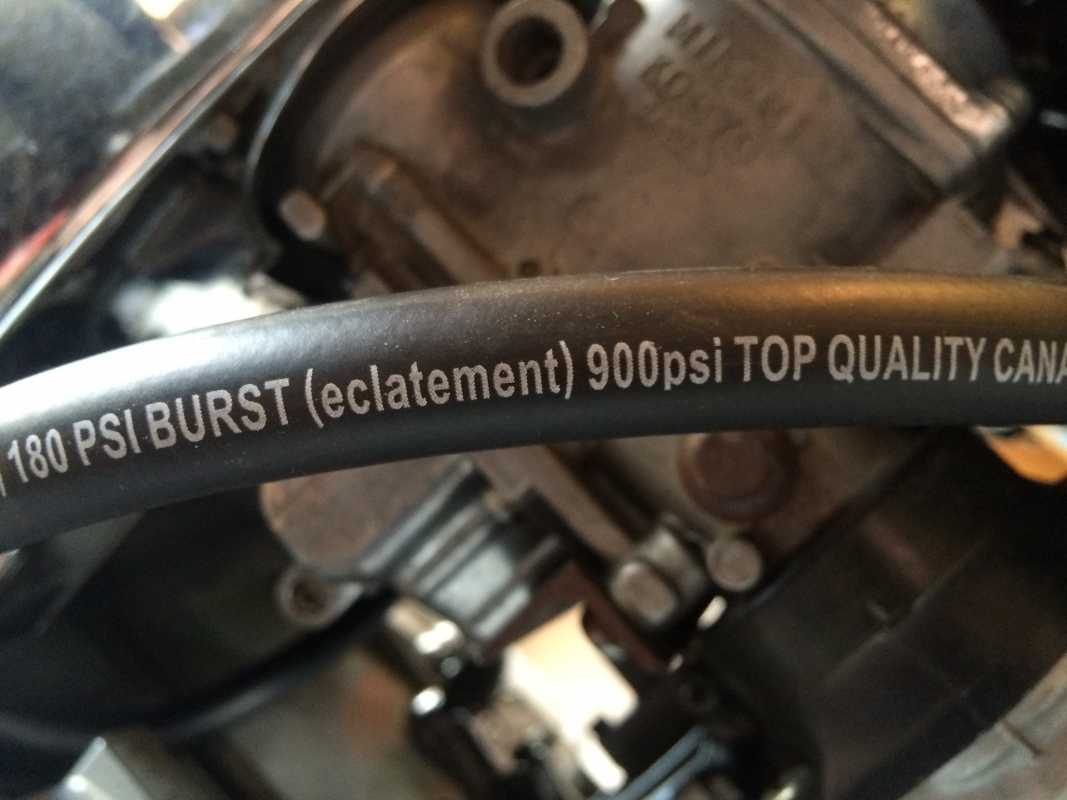 180 PSI BURST (eclatement) 900psi TOP QUALITY CANA